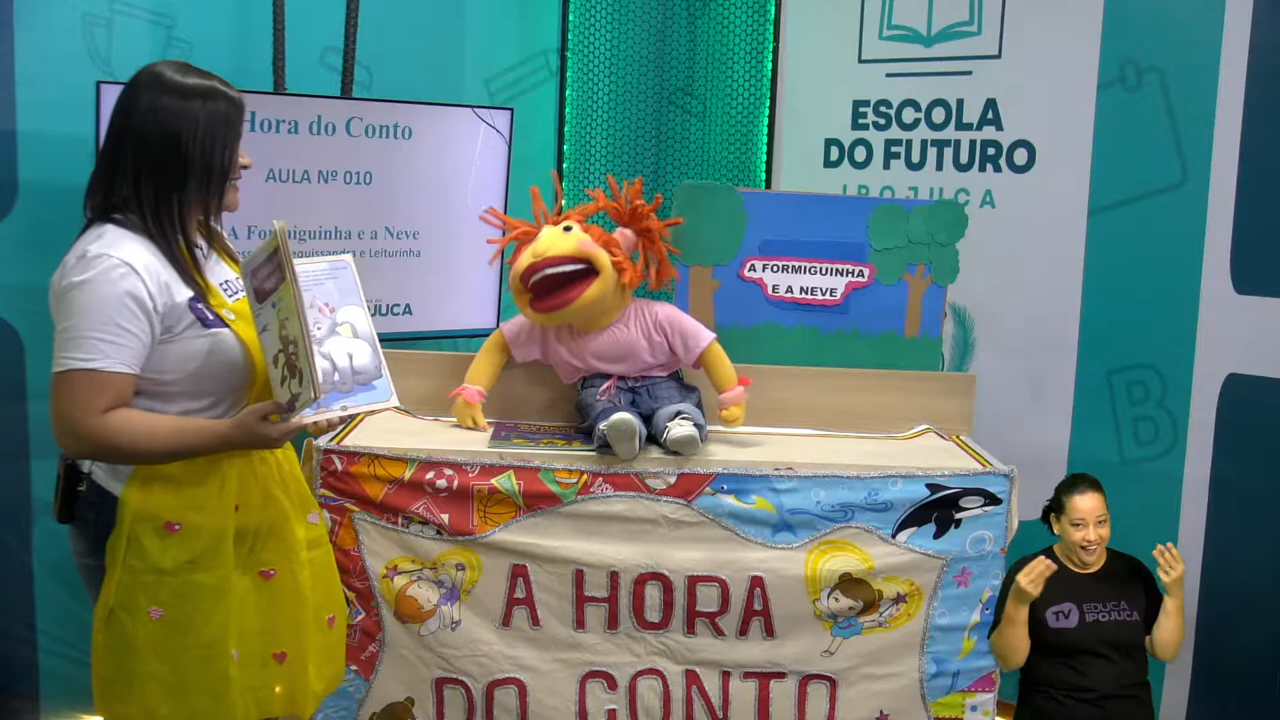 Hora do Conto
AULA Nº 010
A Formiguinha e a Neve
e Leiturinha
JUCA
ESCOLA
DO FUTURO
IPOJUCA
A FORMIGUINHA
E A NEVE
A HORA
DO CONTO
TV EDUCA
IPOJUCA